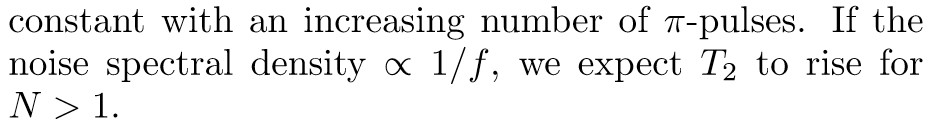 constant with an increasing number of π-pulses. If the
noise spectral density ∝ 1/f, we expect T₂ to rise for
N > 1.